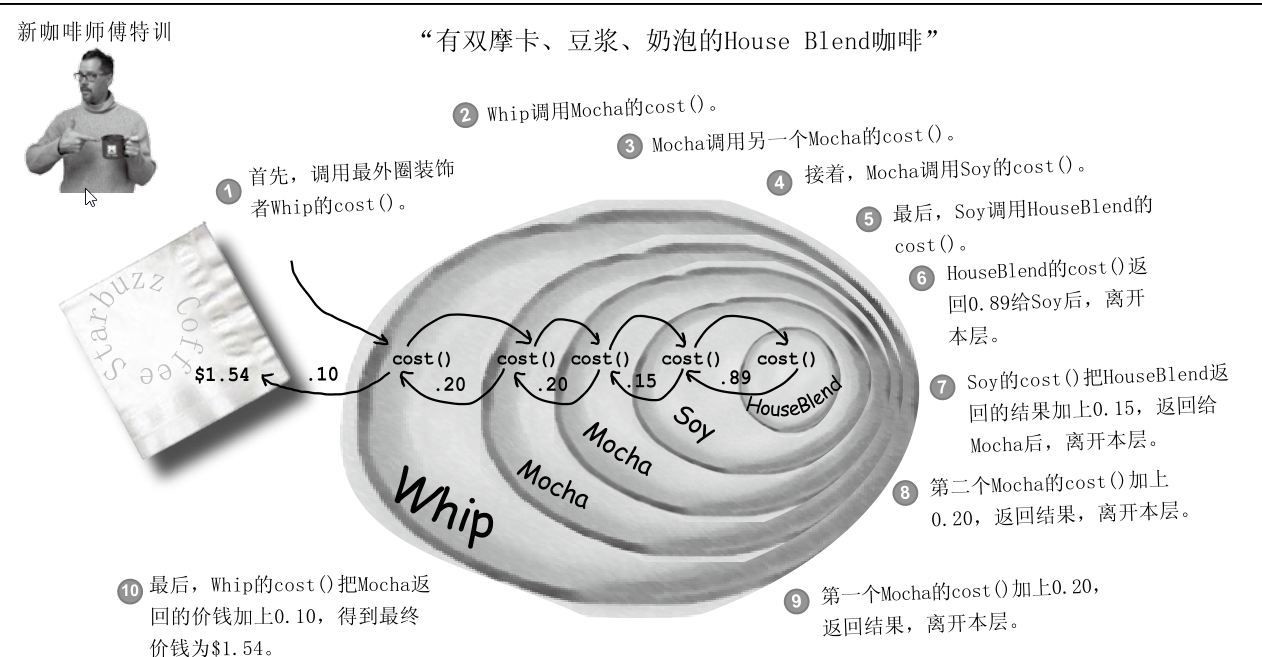 新咖啡师傅特训
“有双摩卡、豆浆、奶泡的House Blend咖啡”
1 首先，调用最外圈装饰
者Whip的cost()。
2 Whip调用Mocha的cost()。
3 Mocha调用另一个Mocha的cost()。
4 接着，Mocha调用Soy的cost()。
5 最后，Soy调用HouseBlend的
cost()。
6 HouseBlend的cost()返
回0.89给Soy后，离开
本层。
7 Soy的cost()把HouseBlend返
回的结果加上0.15，返回给
Mocha后，离开本层。
8 第二个Mocha的cost()加上
0.20，返回结果，离开本层。
9 第一个Mocha的cost()加上0.20，
返回结果，离开本层。
10 最后，Whip的cost()把Mocha返
回的价钱加上0.10，得到最终
价钱为$1.54。
Starbuzz Coffee
$1.54
.10
cost()
.20
cost()
.20
cost()
.15
cost()
.89
cost()
HouseBlend
Soy
Mocha
Mocha
Whip